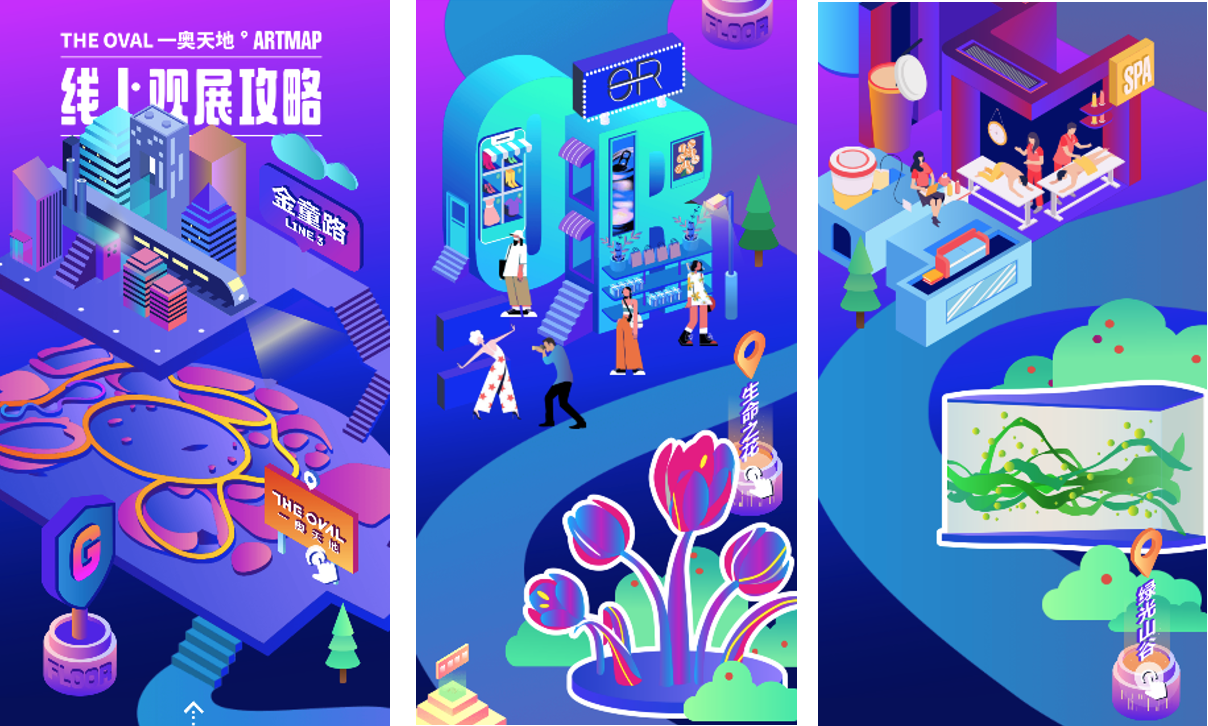 THE OVAL 一奥天地 ° ARTMAP
线上观展攻略
金童路
LINE 3
THE OVAL
一奥天地
G
FLOOR
FLOOR
OR
生命之花
SPA
绿光山谷